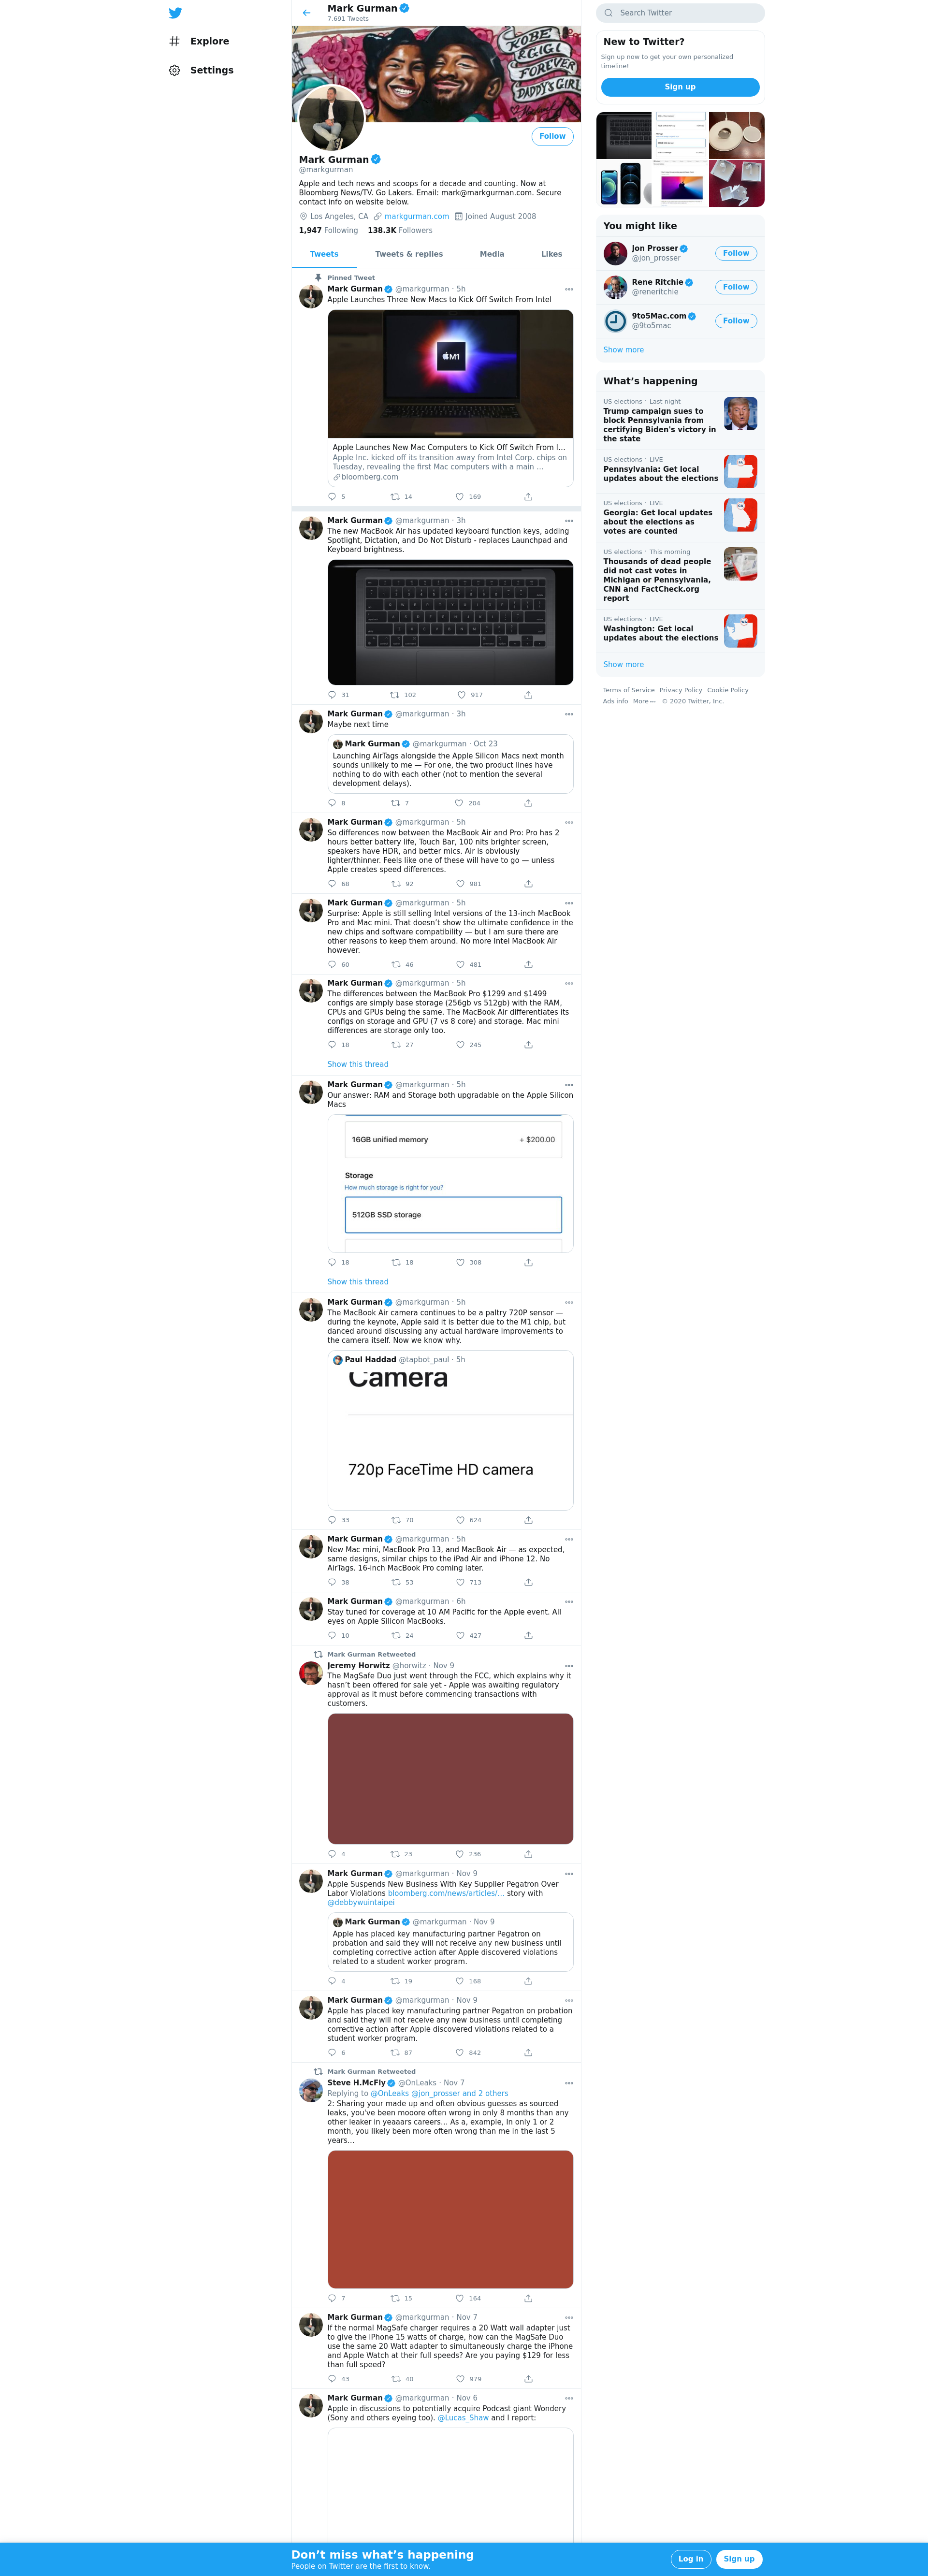 Explore
Settings
Mark Gurman
7,691 Tweets
KOBE
& GIGI
FOREVER
DADDY'S
GIRL
Follow
Mark Gurman
@markgurman
Apple and tech news and scoops for a decade and counting. Now at
Bloomberg News/TV. Go Lakers. Email: mark@markgurman.com. Secure
contact info on website below.
Los Angeles, CA markgurman.com Joined August 2008
1,947 Following 138.3K Followers
Tweets Tweets & replies Media Likes
Pinned Tweet
Mark Gurman @markgurman · 5h
Apple Launches Three New Macs to Kick Off Switch From Intel
M1
Apple Launches New Mac Computers to Kick Off Switch From I...
Apple Inc. kicked off its transition away from Intel Corp. chips on
Tuesday, revealing the first Mac computers with a main ...
bloomberg.com
5 14 169
Mark Gurman @markgurman · 3h
The new MacBook Air has updated keyboard function keys, adding
Spotlight, Dictation, and Do Not Disturb - replaces Launchpad and
Keyboard brightness.
31 102 917
Mark Gurman @markgurman · 3h
Maybe next time
Mark Gurman @markgurman · Oct 23
Launching AirTags alongside the Apple Silicon Macs next month
sounds unlikely to me — For one, the two product lines have
nothing to do with each other (not to mention the several
development delays).
8 7 204
Mark Gurman @markgurman · 5h
So differences now between the MacBook Air and Pro: Pro has 2
hours better battery life, Touch Bar, 100 nits brighter screen,
speakers have HDR, and better mics. Air is obviously
lighter/thinner. Feels like one of these will have to go — unless
Apple creates speed differences.
68 92 981
Mark Gurman @markgurman · 5h
Surprise: Apple is still selling Intel versions of the 13-inch MacBook
Pro and Mac mini. That doesn't show the ultimate confidence in the
new chips and software compatibility — but I am sure there are
other reasons to keep them around. No more Intel MacBook Air
however.
60 46 481
Mark Gurman @markgurman · 5h
The differences between the MacBook Pro $1299 and $1499
configs are simply base storage (256gb vs 512gb) with the RAM,
CPUs and GPUs being the same. The MacBook Air differentiates its
configs on storage and GPU (7 vs 8 core) and storage. Mac mini
differences are storage only too.
18 27 245
Show this thread
Mark Gurman @markgurman · 5h
Our answer: RAM and Storage both upgradable on the Apple Silicon
Macs
16GB unified memory + $200.00
Storage
How much storage is right for you?
512GB SSD storage
18 18 308
Show this thread
Mark Gurman @markgurman · 5h
The MacBook Air camera continues to be a paltry 720P sensor —
during the keynote, Apple said it is better due to the M1 chip, but
danced around discussing any actual hardware improvements to
the camera itself. Now we know why.
Paul Haddad @tapbot_paul · 5h
Camera
720p FaceTime HD camera
33 70 624
Mark Gurman @markgurman · 5h
New Mac mini, MacBook Pro 13, and MacBook Air — as expected,
same designs, similar chips to the iPad Air and iPhone 12. No
AirTags. 16-inch MacBook Pro coming later.
38 53 713
Mark Gurman @markgurman · 6h
Stay tuned for coverage at 10 AM Pacific for the Apple event. All
eyes on Apple Silicon MacBooks.
10 24 427
Mark Gurman Retweeted
Jeremy Horwitz @horwitz · Nov 9
The MagSafe Duo just went through the FCC, which explains why it
hasn't been offered for sale yet - Apple was awaiting regulatory
approval as it must before commencing transactions with
customers.
4 23 236
Mark Gurman @markgurman · Nov 9
Apple Suspends New Business With Key Supplier Pegatron Over
Labor Violations bloomberg.com/news/articles/... story with
@debbywuintaipei
Mark Gurman @markgurman · Nov 9
Apple has placed key manufacturing partner Pegatron on
probation and said they will not receive any new business until
completing corrective action after Apple discovered violations
related to a student worker program.
4 19 168
Mark Gurman @markgurman · Nov 9
Apple has placed key manufacturing partner Pegatron on probation
and said they will not receive any new business until completing
corrective action after Apple discovered violations related to a
student worker program.
6 87 842
Mark Gurman Retweeted
Steve H.McFly @OnLeaks · Nov 7
Replying to @OnLeaks @jon_prosser and 2 others
2: Sharing your made up and often obvious guesses as sourced
leaks, you've been mooore often wrong in only 8 months than any
other leaker in yeaaars careers... As a, example, In only 1 or 2
month, you likely been more often wrong than me in the last 5
years...
7 15 164
Mark Gurman @markgurman · Nov 7
If the normal MagSafe charger requires a 20 Watt wall adapter just
to give the iPhone 15 watts of charge, how can the MagSafe Duo
use the same 20 Watt adapter to simultaneously charge the iPhone
and Apple Watch at their full speeds? Are you paying $129 for less
than full speed?
43 40 979
Mark Gurman @markgurman · Nov 6
Apple in discussions to potentially acquire Podcast giant Wondery
(Sony and others eyeing too). @Lucas_Shaw and I report:
Search Twitter
New to Twitter?
Sign up now to get your own personalized
timeline!
Sign up
You might like
Jon Prosser
@jon_prosser
Follow
Rene Ritchie
@reneritchie
Follow
9to5Mac.com
@9to5mac
Follow
Show more
What's happening
US elections · Last night
Trump campaign sues to
block Pennsylvania from
certifying Biden's victory in
the state
US elections · LIVE
Pennsylvania: Get local
updates about the elections
US elections · LIVE
Georgia: Get local updates
about the elections as
votes are counted
US elections · This morning
Thousands of dead people
did not cast votes in
Michigan or Pennsylvania,
CNN and FactCheck.org
report
US elections · LIVE
Washington: Get local
updates about the elections
Show more
Terms of Service Privacy Policy Cookie Policy
Ads info More © 2020 Twitter, Inc.
Don't miss what's happening
People on Twitter are the first to know.
Log in Sign up